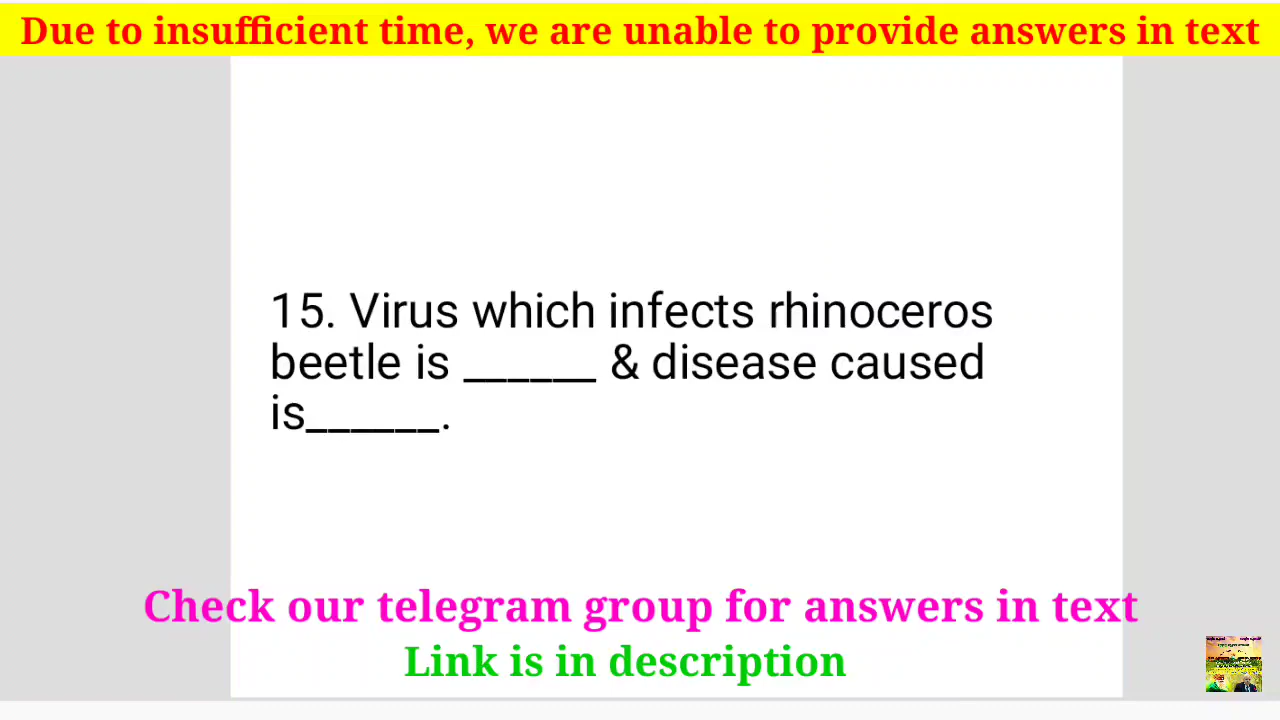 Due to insufficient time, we are unable to provide answers in text
15. Virus which infects rhinoceros
beetle is ______ & disease caused
is______.
Check our telegram group for answers in text
Link is in description